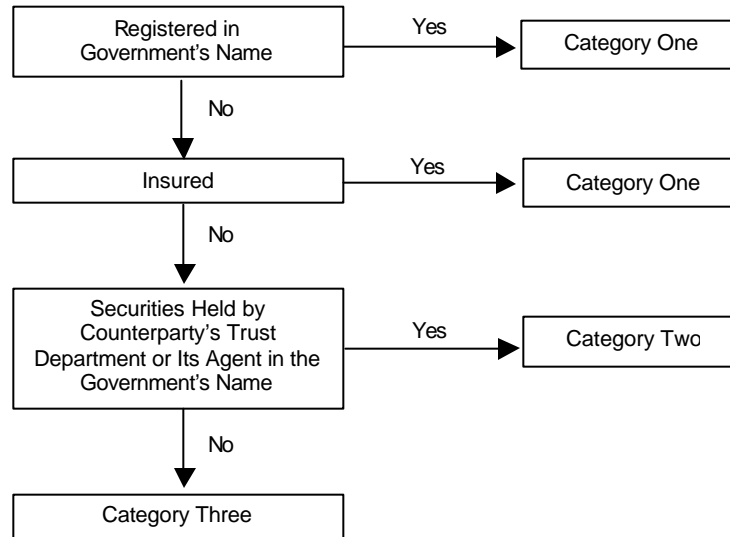 Registered in
Government's Name
Yes
Category One
No
Insured
Yes
Category One
No
Securities Held by
Counterparty's Trust
Department or Its Agent in the
Government's Name
Yes
Category Two
No
Category Three